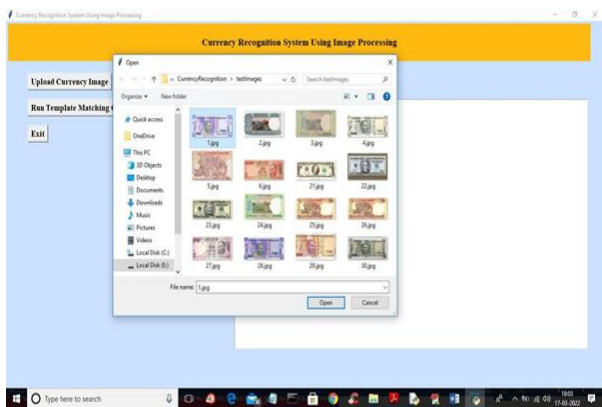 Currency Recognition System Using Image Processing
Currency Recognition System Using Image Processing
Open
« CurrencyRecognition › testImages
Search testImages
Organize
New folder
Upload Currency Image
Run Template Matching
Exit
Quick access
OneDrive
This PC
3D Objects
Desktop
Documents
Downloads
Music
Pictures
Videos
Local Disk (C:)
Local Disk (E:)
1.jpg
2.jpg
3.jpg
4.jpg
5.jpg
6.jpg
21.jpg
22.jpg
23.jpg
24.jpg
25.jpg
26.jpg
27.jpg
28.jpg
29.jpg
30.jpg
File name:
1.jpg
Open
Cancel
Type here to search
18:03
17-03-2022